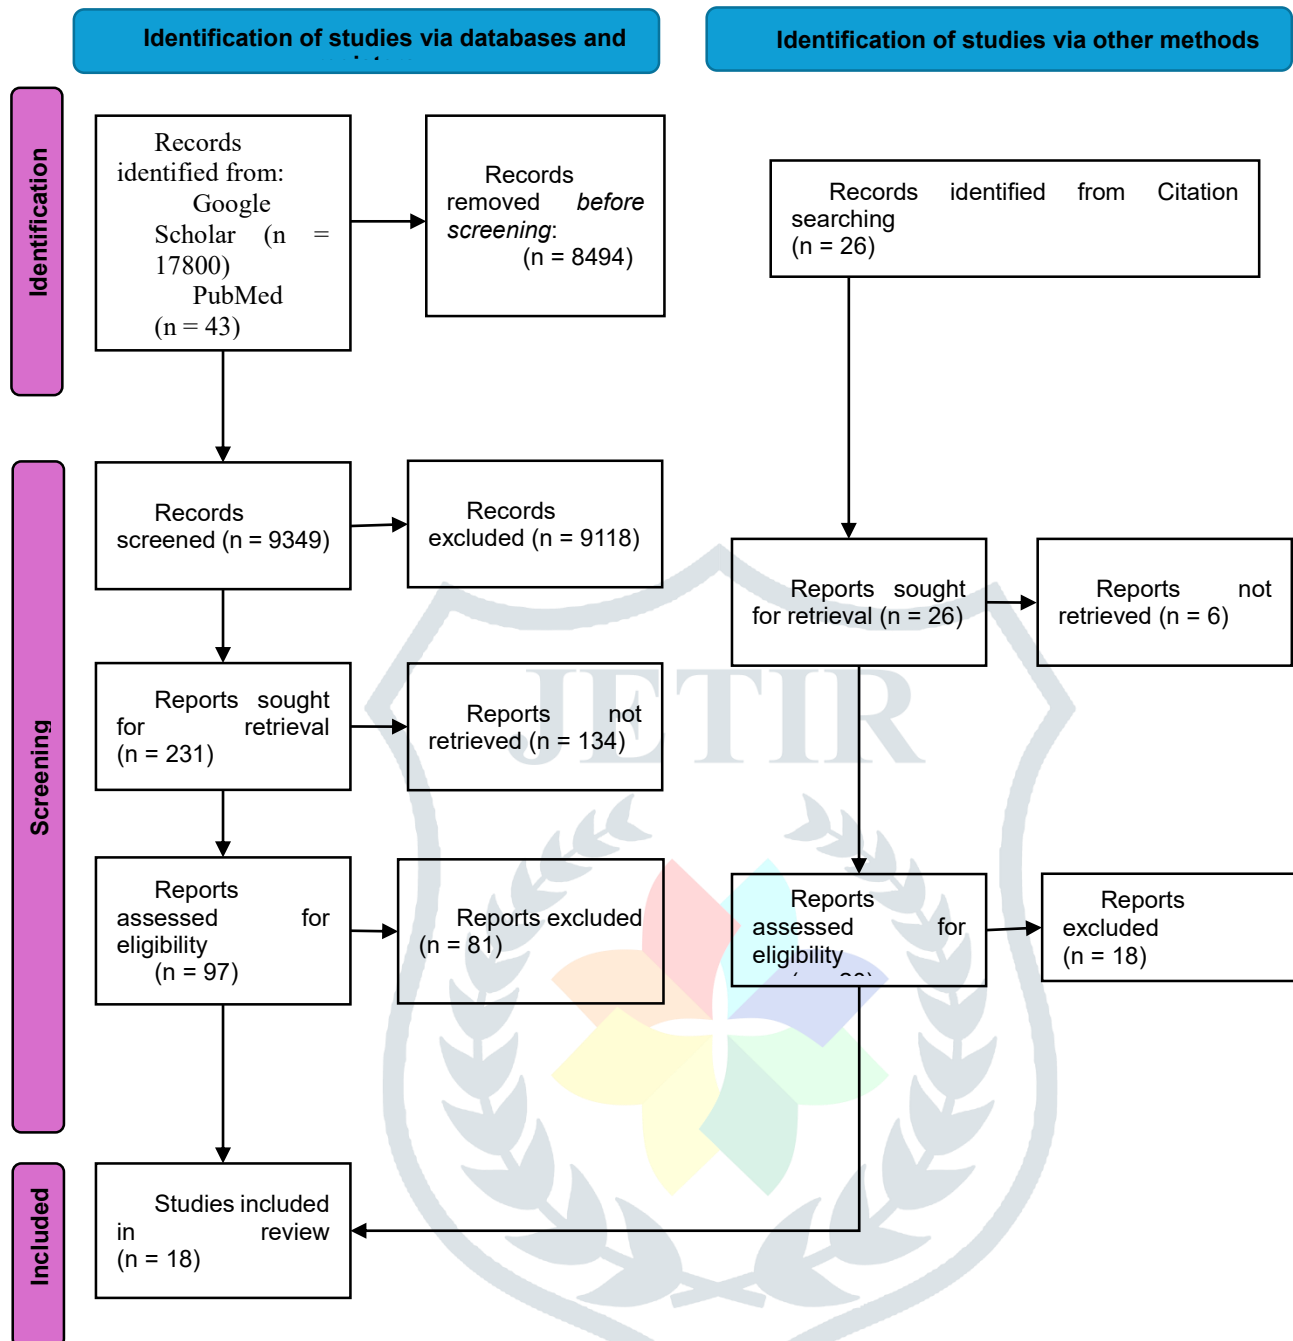 Identification of studies via databases and
Identification of studies via other methods
Identification
Records
identified from:
Google
Scholar (n =
17800)
PubMed
(n = 43)
Records
removed before
screening:
(n = 8494)
Records identified from Citation
searching
(n = 26)
Screening
Records
screened (n = 9349)
Records
excluded (n = 9118)
Reports sought
for retrieval (n = 26)
Reports not
retrieved (n = 6)
Reports sought
for retrieval
(n = 231)
Reports not
retrieved (n = 134)
JETIR
Reports
assessed for
eligibility
(n = 97)
Reports excluded
(n = 81)
Reports
assessed for
eligibility
Reports
excluded
(n = 18)
Included
Studies included
in review
(n = 18)